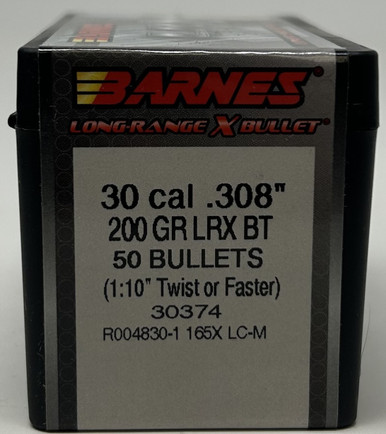 BARNES®
LONG-RANGE X BULLET®
30 cal .308"
200 GR LRX BT
50 BULLETS
(1:10" Twist or Faster)
30374
R004830-1 165X LC-M